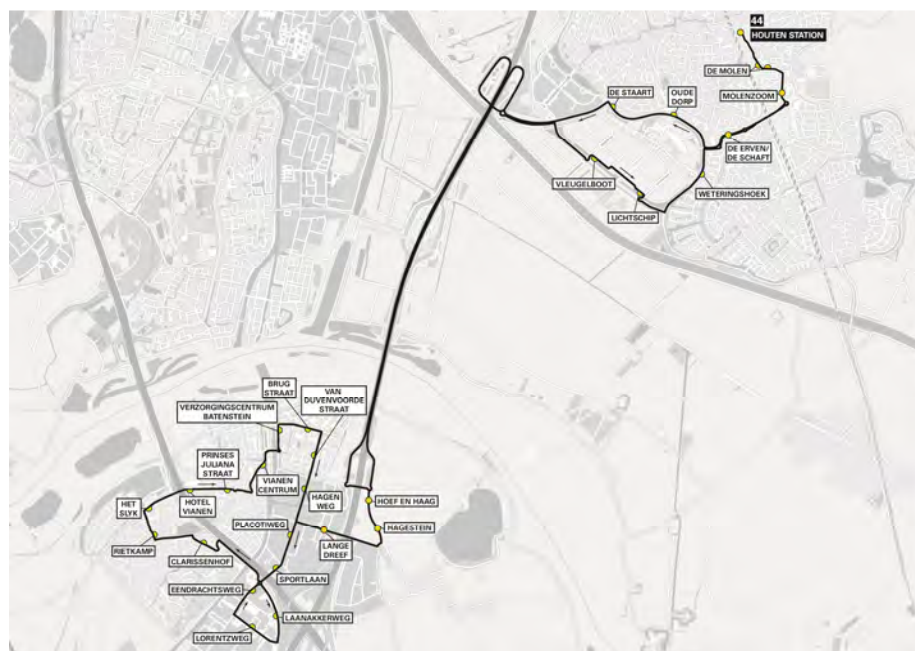 44
HOUTEN STATION
DE MOLEN
MOLENZOOM
DE STAART
OUDE
DORP
DE ERVEN/
DE SCHAFT
VLEUGELBOOT
WETERINGSHOEK
LICHTSCHIP
BRUG
STRAAT
VAN
DUVENVOORDE
STRAAT
VERZORGINGSCENTRUM
BATENSTEIN
PRINSES
JULIANA
STRAAT
VIANEN
CENTRUM
HET
SLYK
HOTEL
VIANEN
HAGEN
WEG
HOEF EN HAAG
PLACOTIWEG
HAGESTEIN
LANGE
DREEF
RIETKAMP
CLARISSENHOF
SPORTLAAN
EENDRACHTSWEG
LAANAKKERWEG
LORENTZWEG